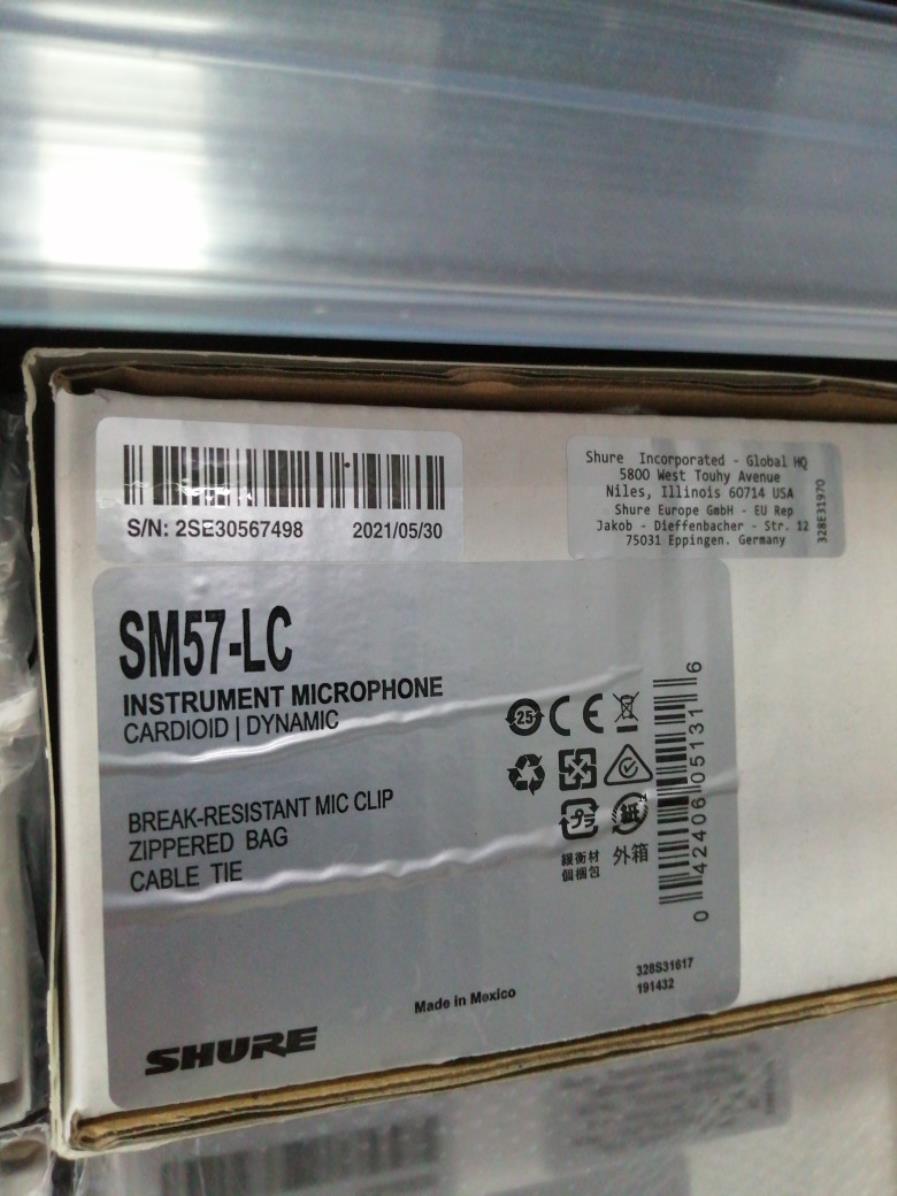 S/N: 2SE30567498 2021/05/30
Shure Incorporated - Global HQ
5800 West Touhy Avenue
Niles, Illinois 60714 USA
Shure Europe GmbH - EU Rep
Jakob - Dieffenbacher - Str. 12
75031 Eppingen. Germany
328E31970
SM57-LC
INSTRUMENT MICROPHONE
CARDIOID | DYNAMIC
BREAK-RESISTANT MIC CLIP
ZIPPERED BAG
CABLE TIE
25
CE
プラ
紙
緩衝材
個梱包
外箱
0 42406 05131 6
328S31617
191432
Made in Mexico
SHURE